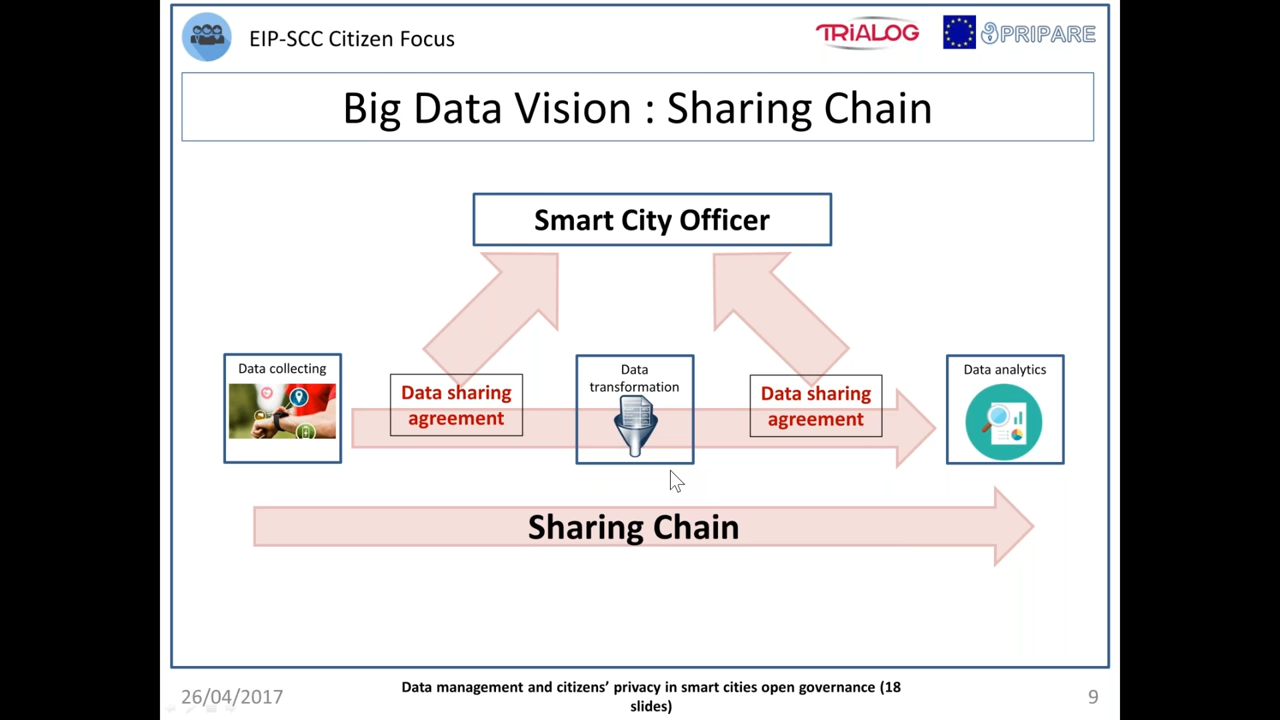 EIP-SCC Citizen Focus
TRiALOG
PRIPARE
Big Data Vision : Sharing Chain
Smart City Officer
Data collecting
Data sharing
agreement
Data
transformation
Data sharing
agreement
Data analytics
Sharing Chain
26/04/2017
Data management and citizens’ privacy in smart cities open governance (18
slides)
9